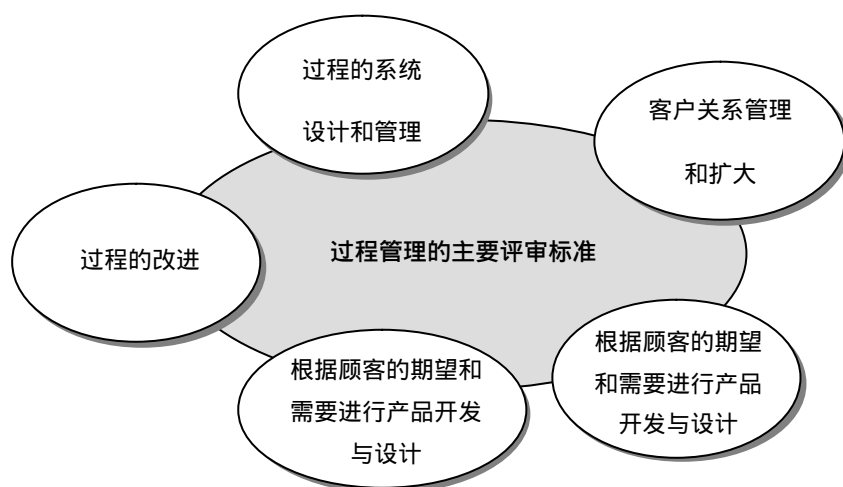 过程的系统
设计和管理
客户关系管理
和扩大
过程的改进
过程管理的主要评审标准
根据顾客的期望和
需要进行产品开发
与设计
根据顾客的期望
和需要进行产品
开发与设计